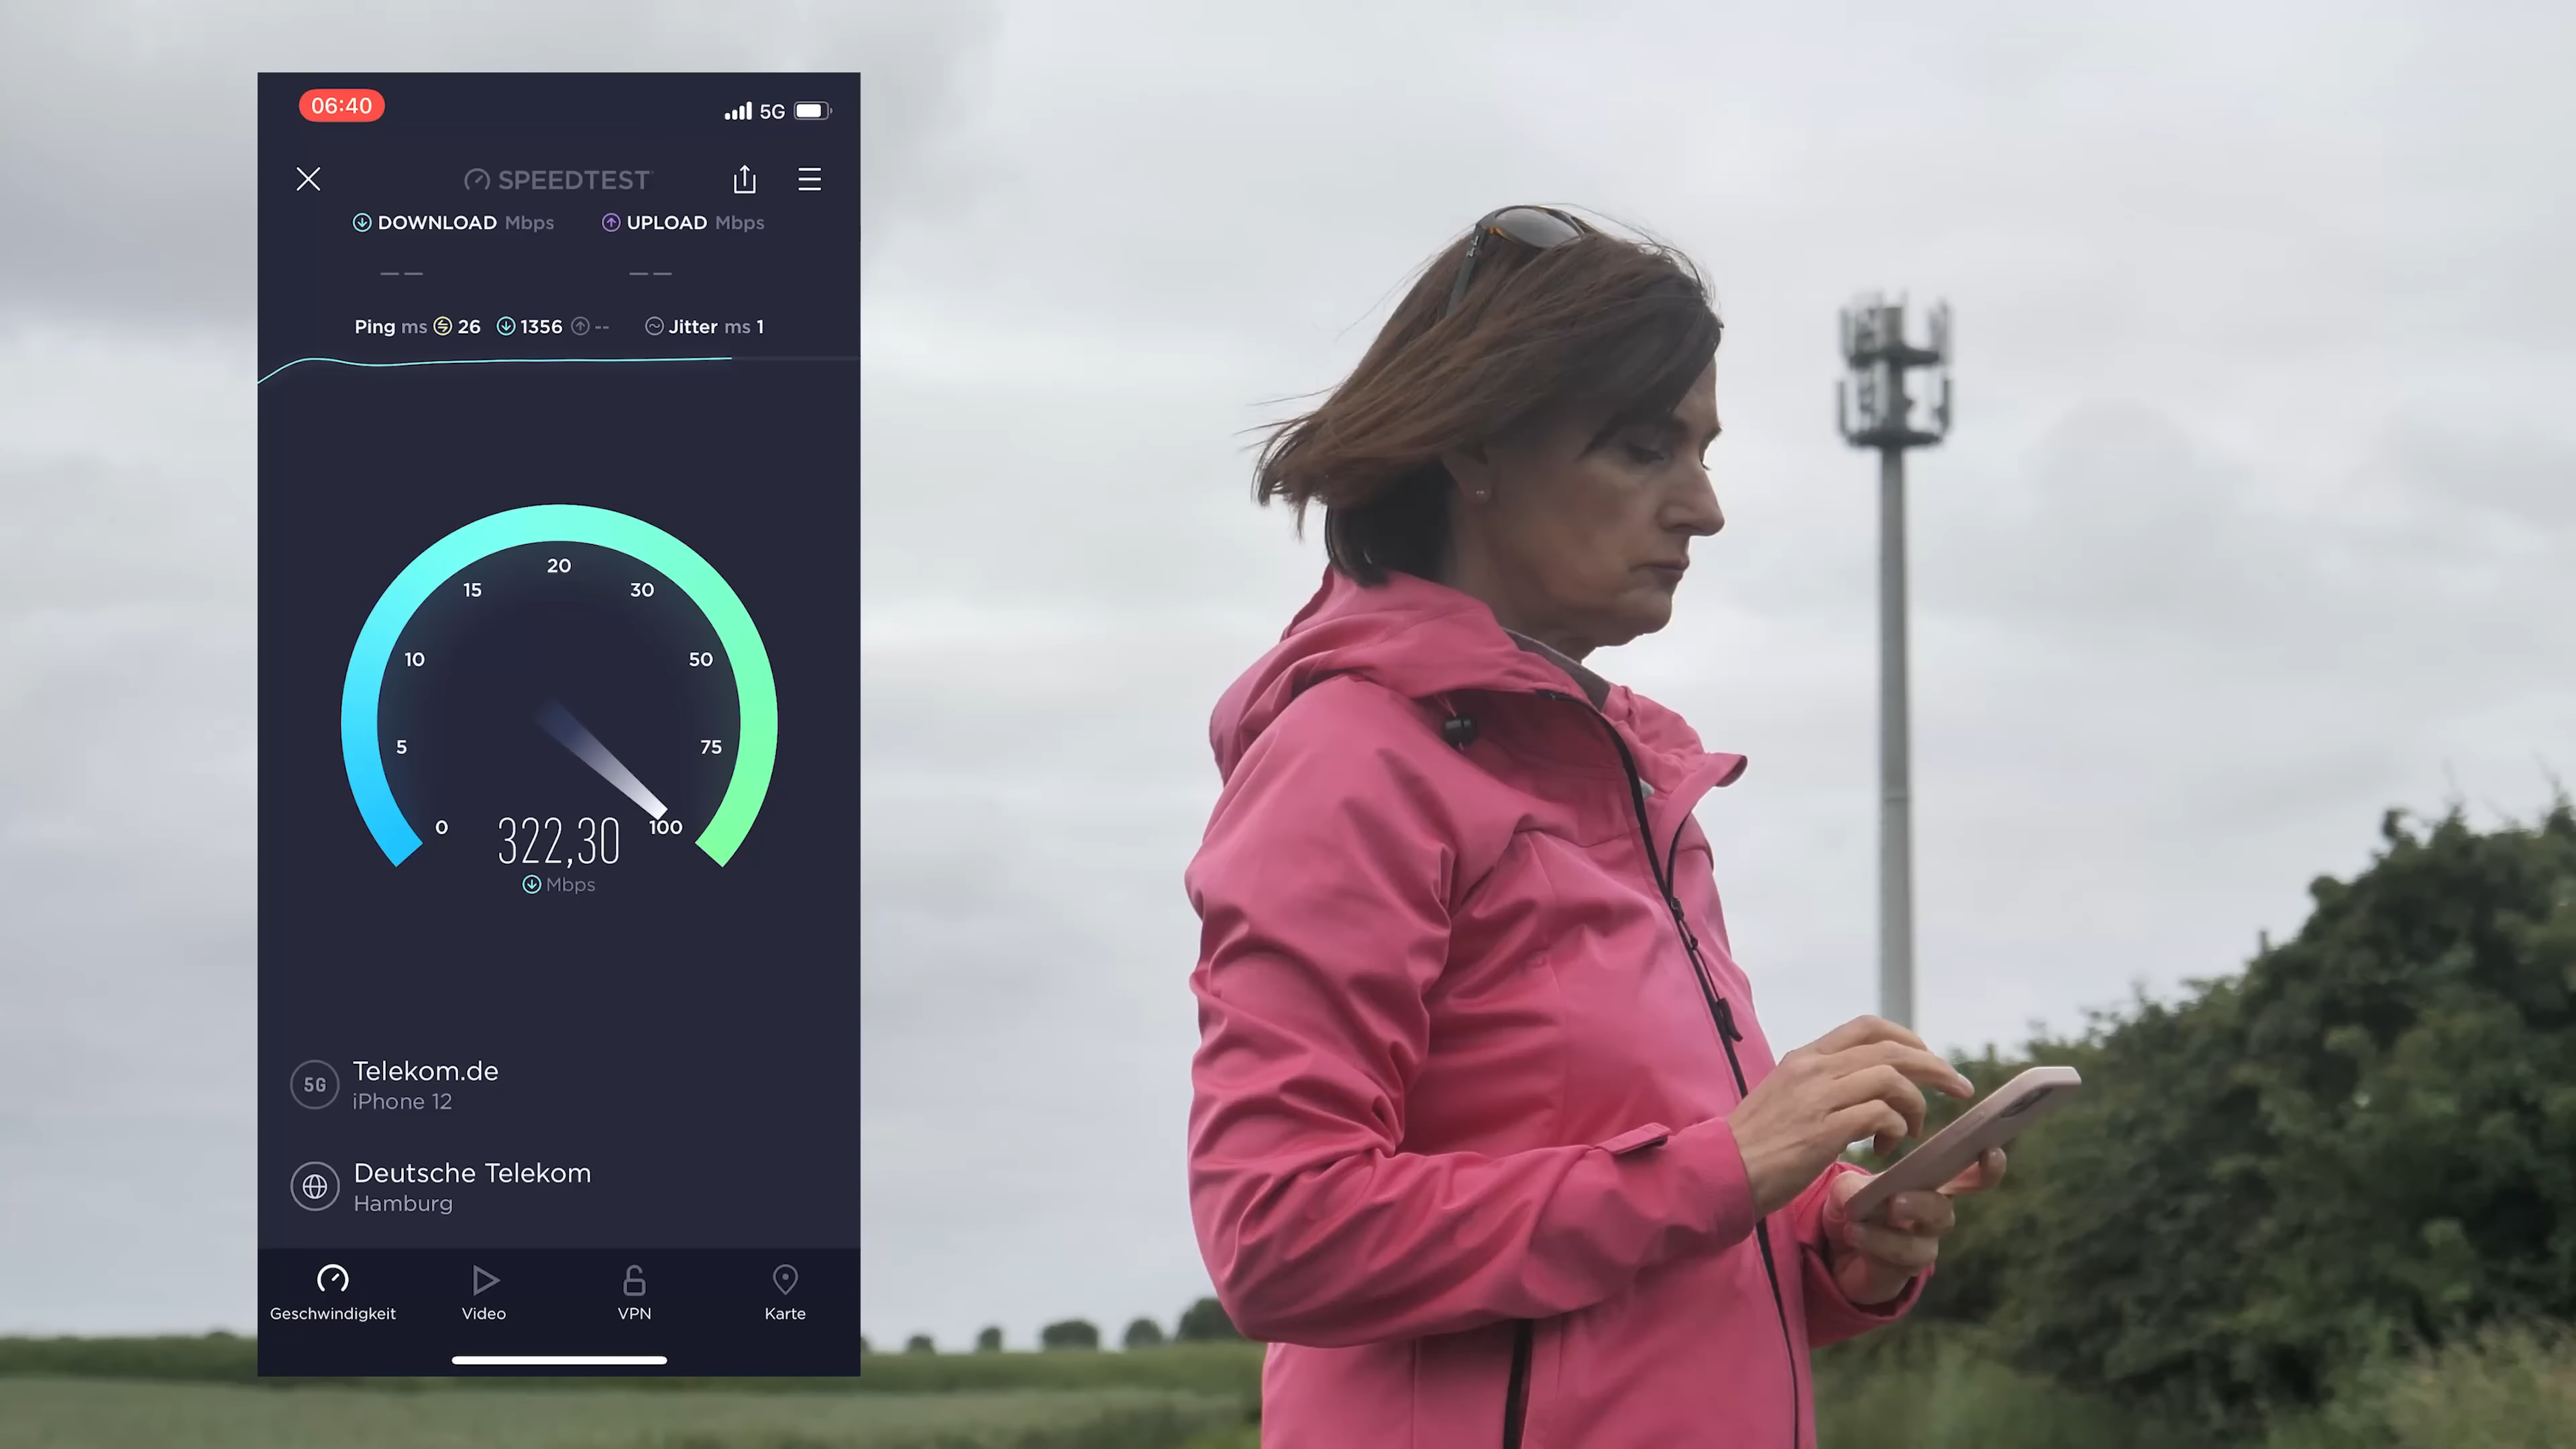 06:40 5G
SPEEDTEST
DOWNLOAD Mbps UPLOAD Mbps
— — — —
Ping ms 26 1356 -- Jitter ms 1
20
15 30
10 50
5 75
0 322,30 100
Mbps
5G Telekom.de
iPhone 12
Deutsche Telekom
Hamburg
Geschwindigkeit Video VPN Karte